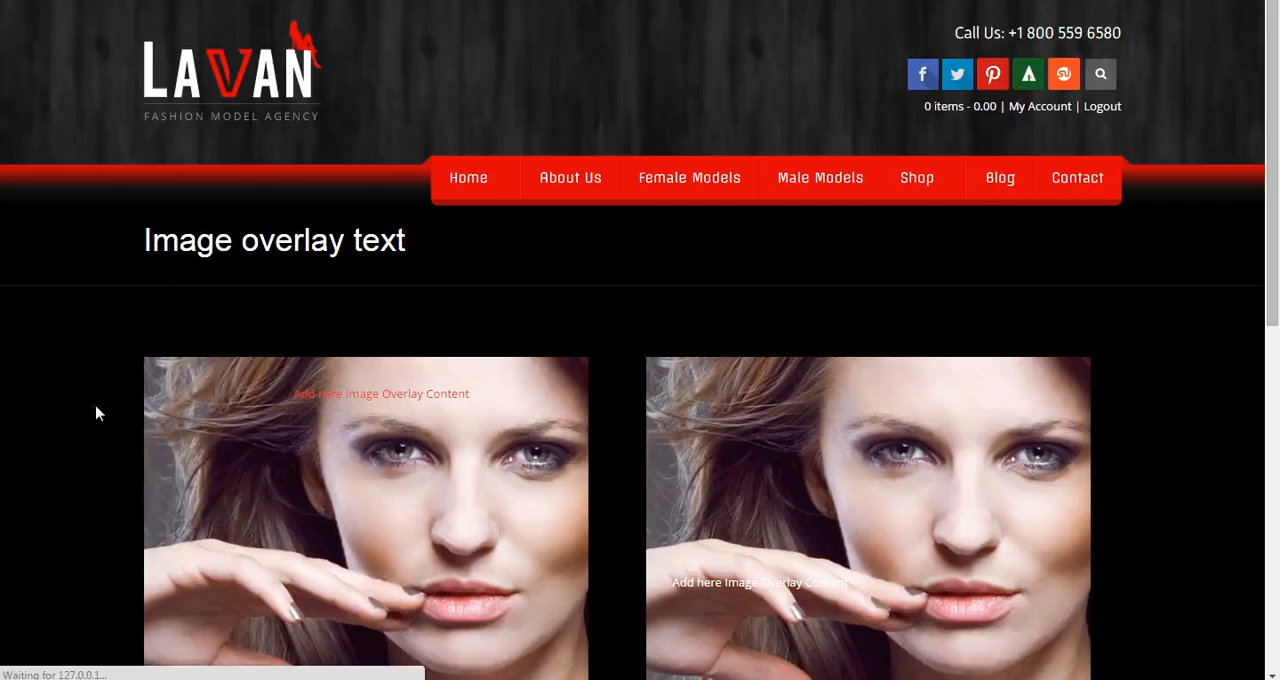 LAVAN
FASHION MODEL AGENCY
Call Us: +1 800 559 6580
0 items - 0.00 | My Account | Logout
Home About Us Female Models Male Models Shop Blog Contact
Image overlay text
Add here Image Overlay Content
Add here Image Overlay Content
Waiting for 127.0.0.1...